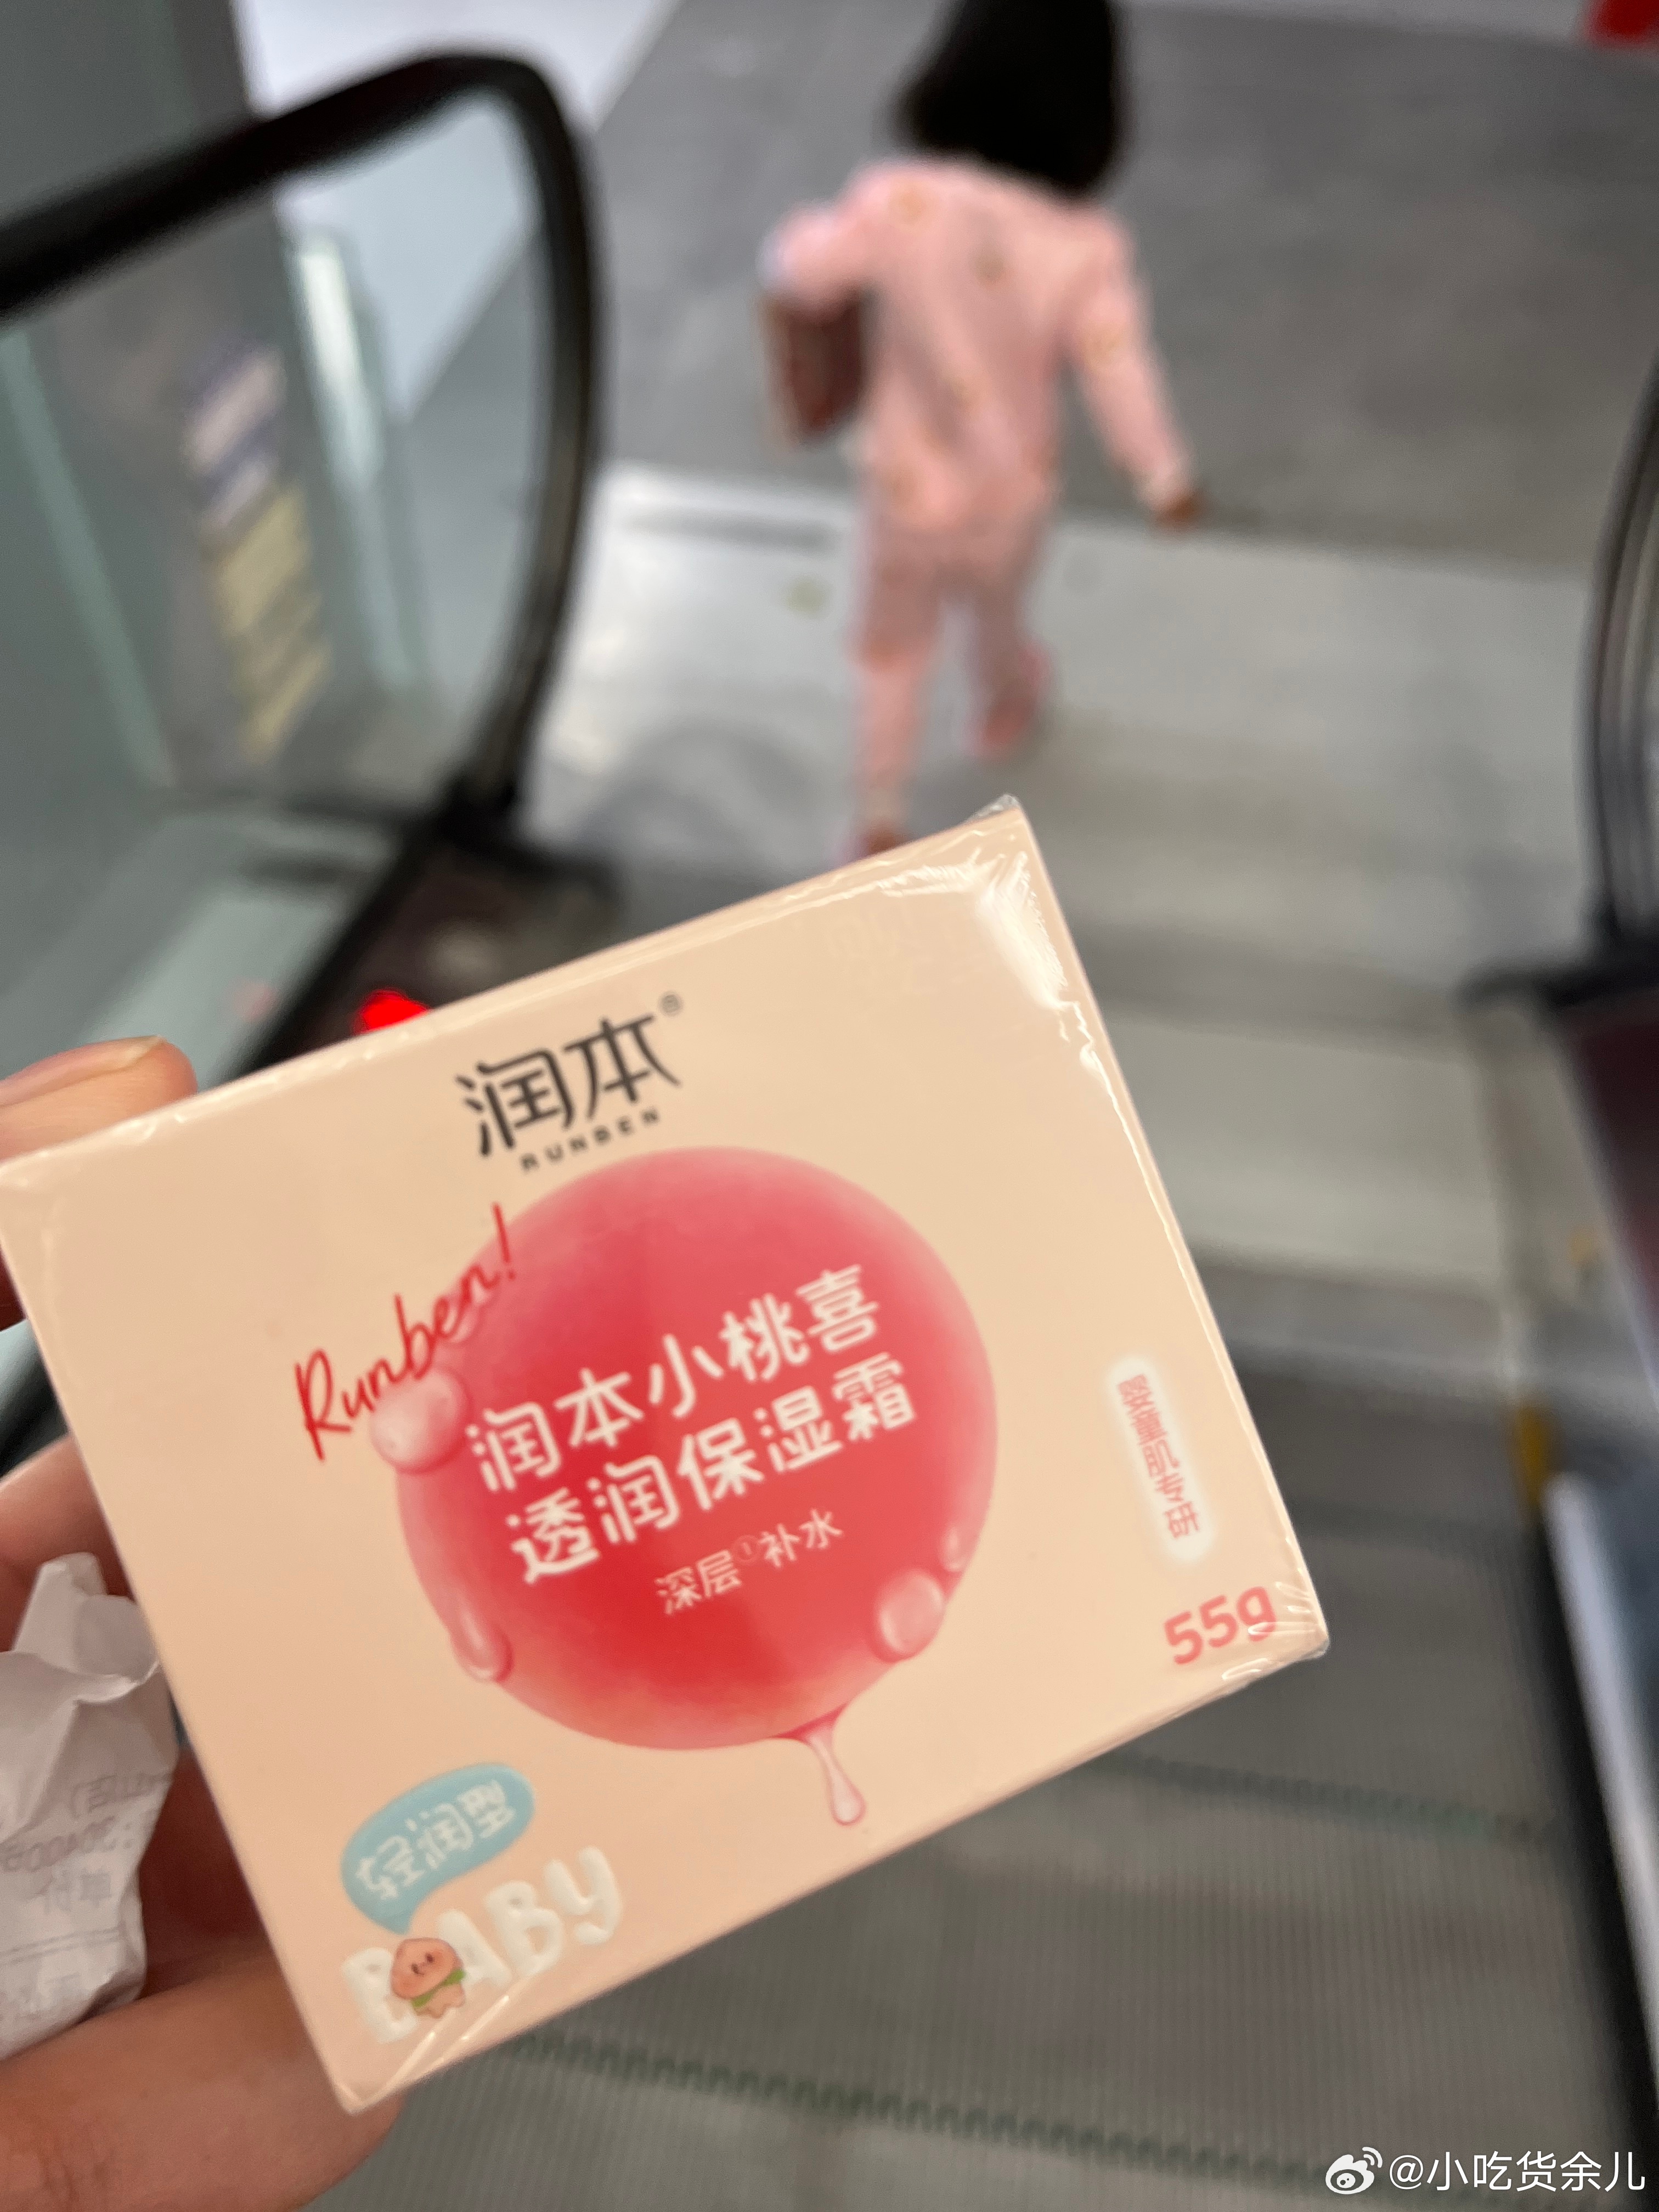 润本®
RUNBEN
Runben!
润本小桃喜
透润保湿霜
深层①补水
婴童肌专研
55g
轻润型
BABY
@小吃货余儿